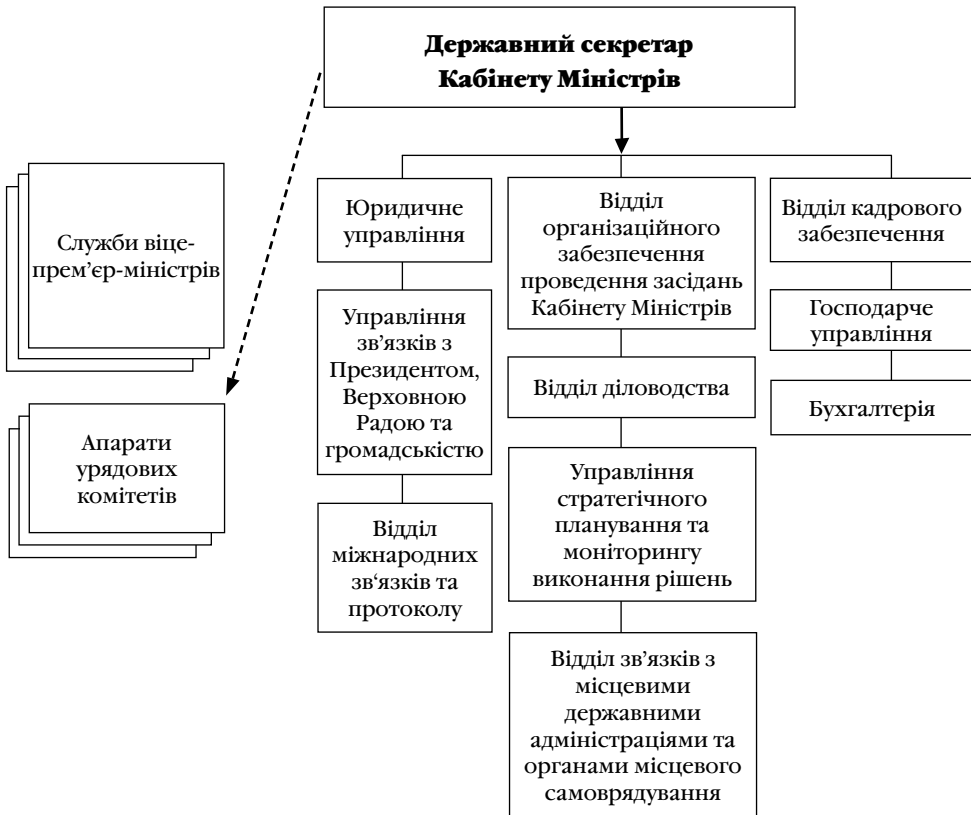 Державний секретар
Кабінету Міністрів
Служби віце-
прем’єр-міністрів
Апарати
урядових
комітетів
Юридичне
управління
Управління
зв’язків з
Президентом,
Верховною
Радою та
громадськістю
Відділ
міжнародних
зв‘язків та
протоколу
Відділ
організаційного
забезпечення
проведення засідань
Кабінету Міністрів
Відділ діловодства
Управління
стратегічного
планування та
моніторингу
виконання рішень
Відділ зв’язків з
місцевими
державними
адміністраціями та
органами місцевого
самоврядування
Відділ кадрового
забезпечення
Господарче
управління
Бухгалтерія